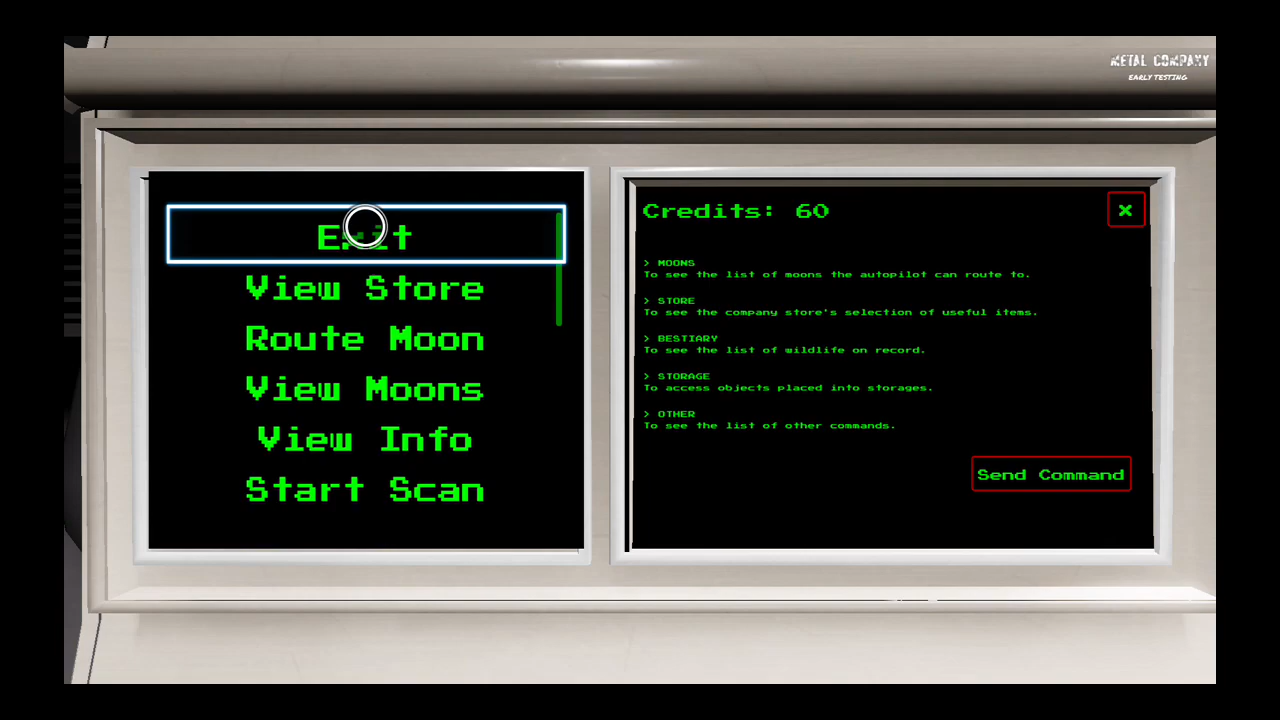 METAL COMPANY
EARLY TESTING
Exit
View Store
Route Moon
View Moons
View Info
Start Scan
Credits: 60
X
> MOONS
To see the list of moons the autopilot can route to.
> STORE
To see the company store's selection of useful items.
> BESTIARY
To see the list of wildlife on record.
> STORAGE
To access objects placed into storages.
> OTHER
To see the list of other commands.
Send Command